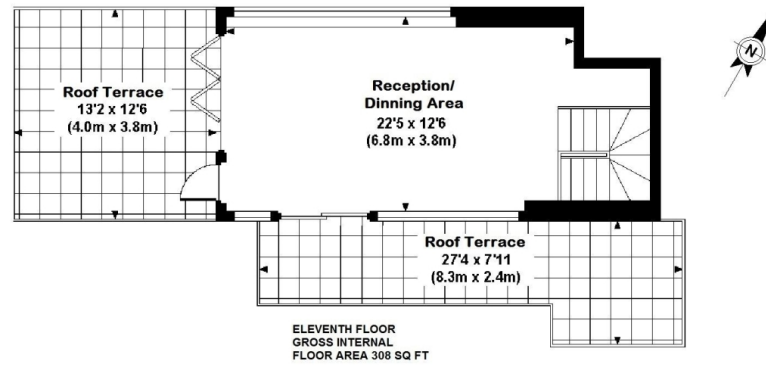 Roof Terrace
13'2 x 12'6
(4.0m x 3.8m)
Reception/
Dinning Area
22'5 x 12'6
(6.8m x 3.8m)
N
Roof Terrace
27'4 x 7'11
(8.3m x 2.4m)
ELEVENTH FLOOR
GROSS INTERNAL
FLOOR AREA 308 SQ FT